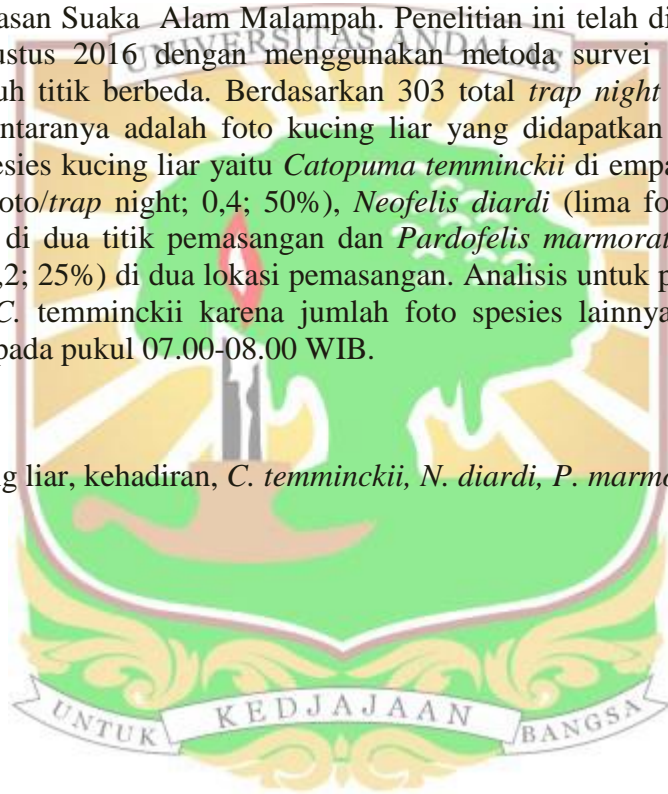 asan Suaka Alam Malampah. Penelitian ini telah di
ustus 2016 dengan menggunakan metoda survei
uh titik berbeda. Berdasarkan 303 total trap night
ntaranya adalah foto kucing liar yang didapatkan
esies kucing liar yaitu Catopuma temminckii di empa
oto/trap night; 0,4; 50%), Neofelis diardi (lima fo
di dua titik pemasangan dan Pardofelis marmorat
,2; 25%) di dua lokasi pemasangan. Analisis untuk p
C. temminckii karena jumlah foto spesies lainnya
pada pukul 07.00-08.00 WIB.
ng liar, kehadiran, C. temminckii, N. diardi, P. marmo
UNIVERSITAS ANDALAS
UNTUK KEDJAJAAN BANGSA